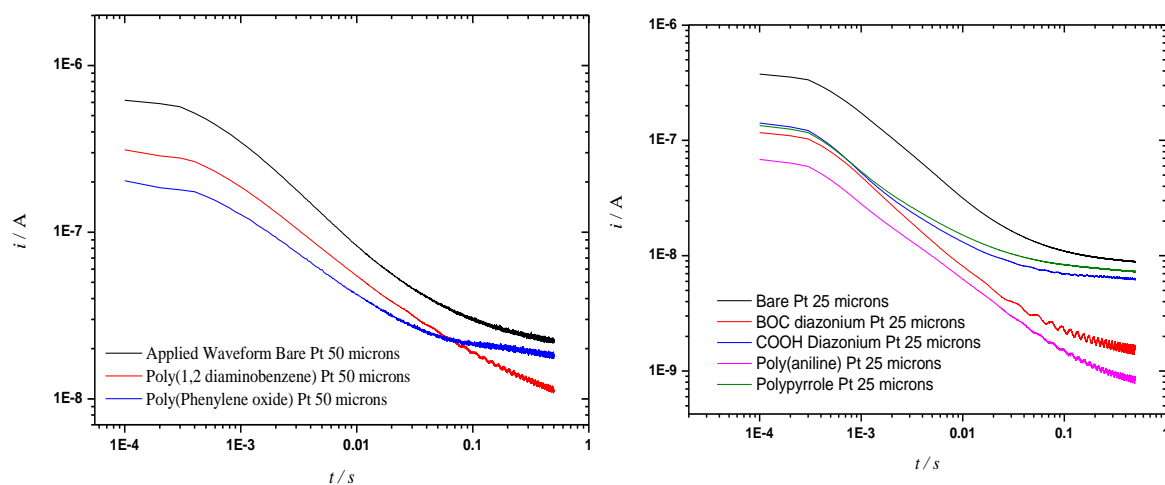 1E-6
1E-7
1E-8
i / A
1E-4
1E-3
0.01
0.1
1
t / s
Applied Waveform Bare Pt 50 microns
Poly(1,2 diaminobenzene) Pt 50 microns
Poly(Phenylene oxide) Pt 50 microns
1E-6
1E-7
1E-8
1E-9
i / A
1E-4
1E-3
0.01
0.1
1
t / s
Bare Pt 25 microns
BOC diazonium Pt 25 microns
COOH Diazonium Pt 25 microns
Poly(aniline) Pt 25 microns
Polypyrrole Pt 25 microns